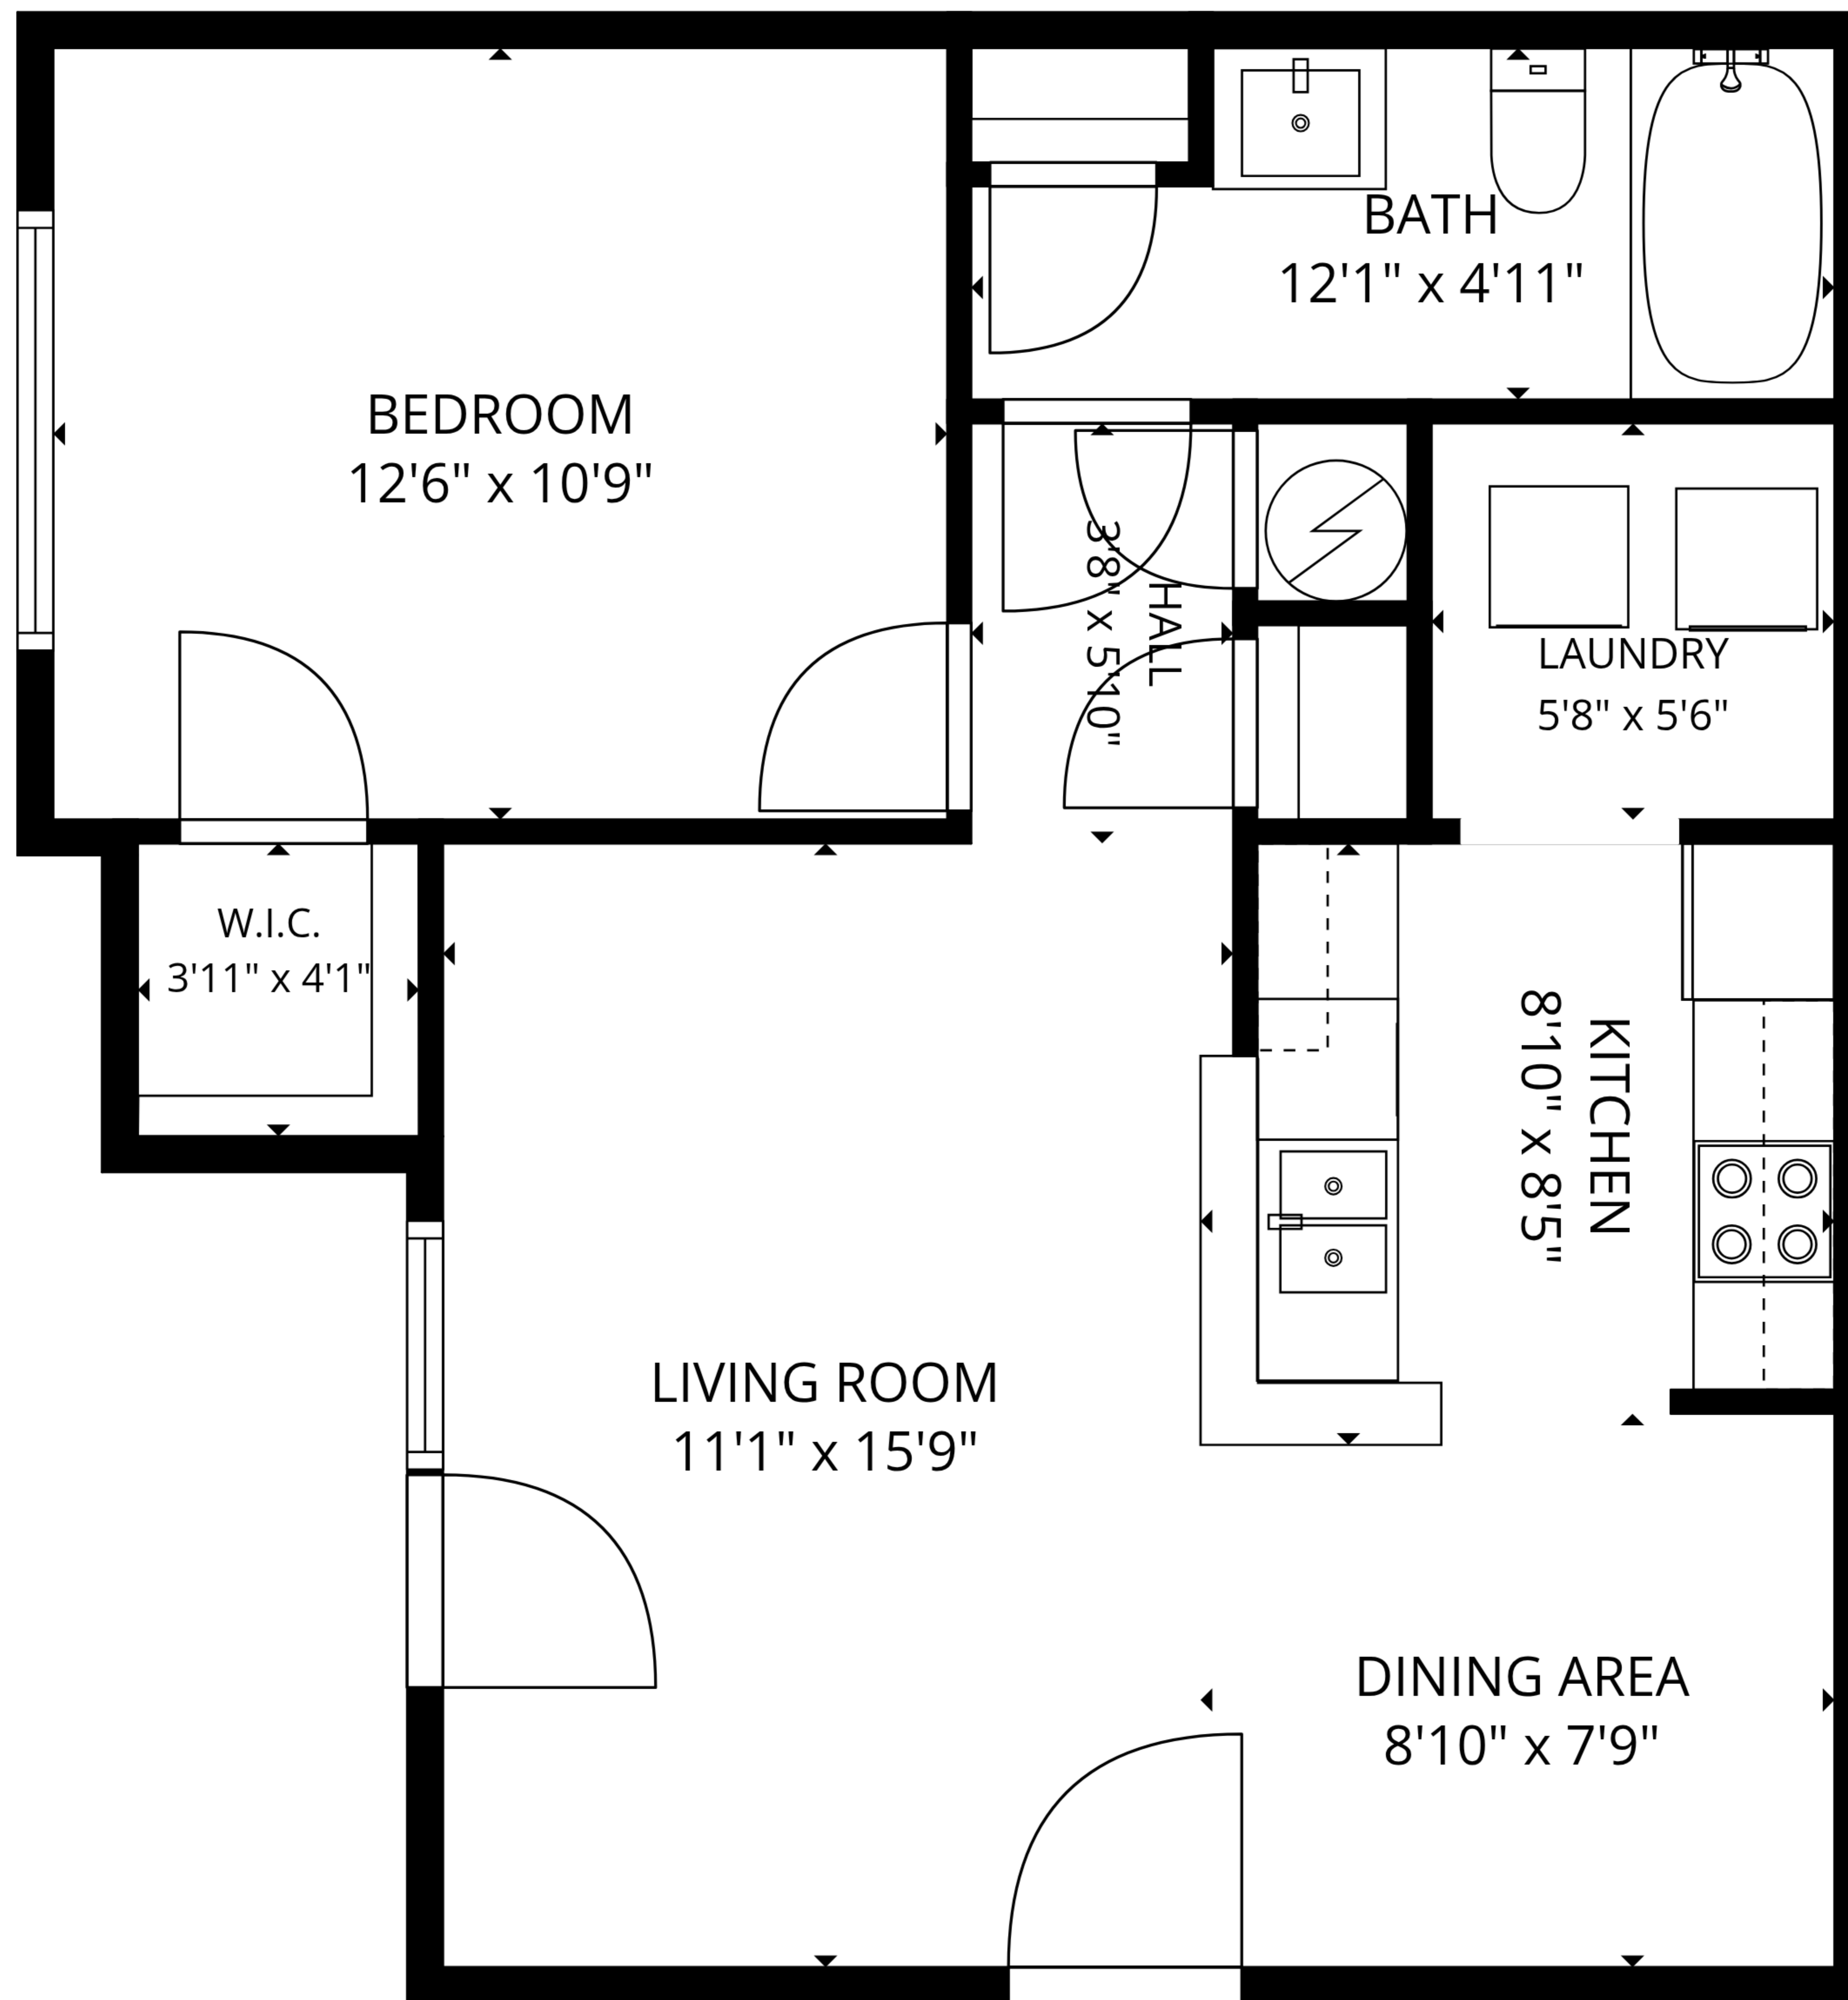 BATH
12'1" x 4'11"
BEDROOM
12'6" x 10'9"
HALL
3'8" x 5'10"
LAUNDRY
5'8" x 5'6"
W.I.C.
3'11" x 4'1"
KITCHEN
8'10" x 8'5"
LIVING ROOM
11'1" x 15'9"
DINING AREA
8'10" x 7'9"